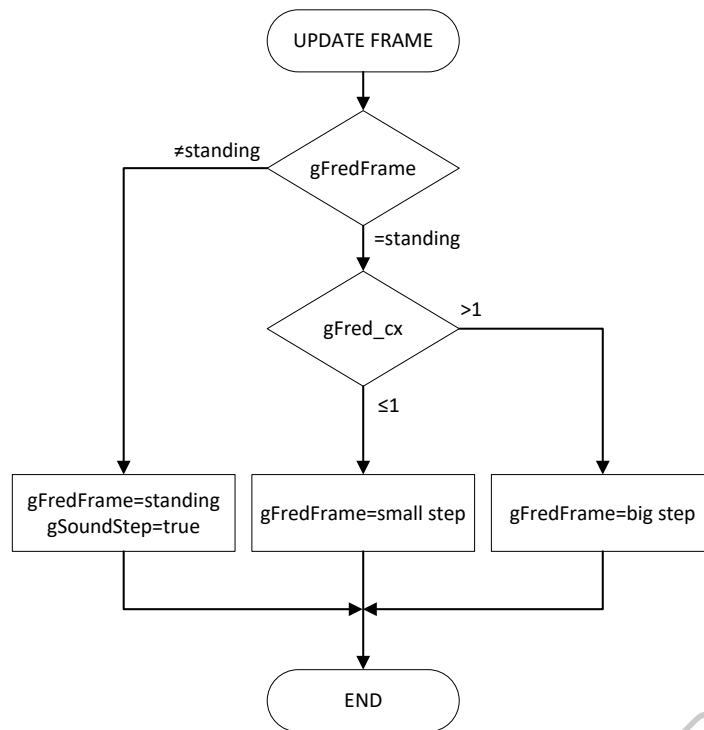 UPDATE FRAME
≠standing
gFredFrame
=standing
gFred_cx
>1
≤1
gFredFrame=standing
gSoundStep=true
gFredFrame=small step
gFredFrame=big step
END